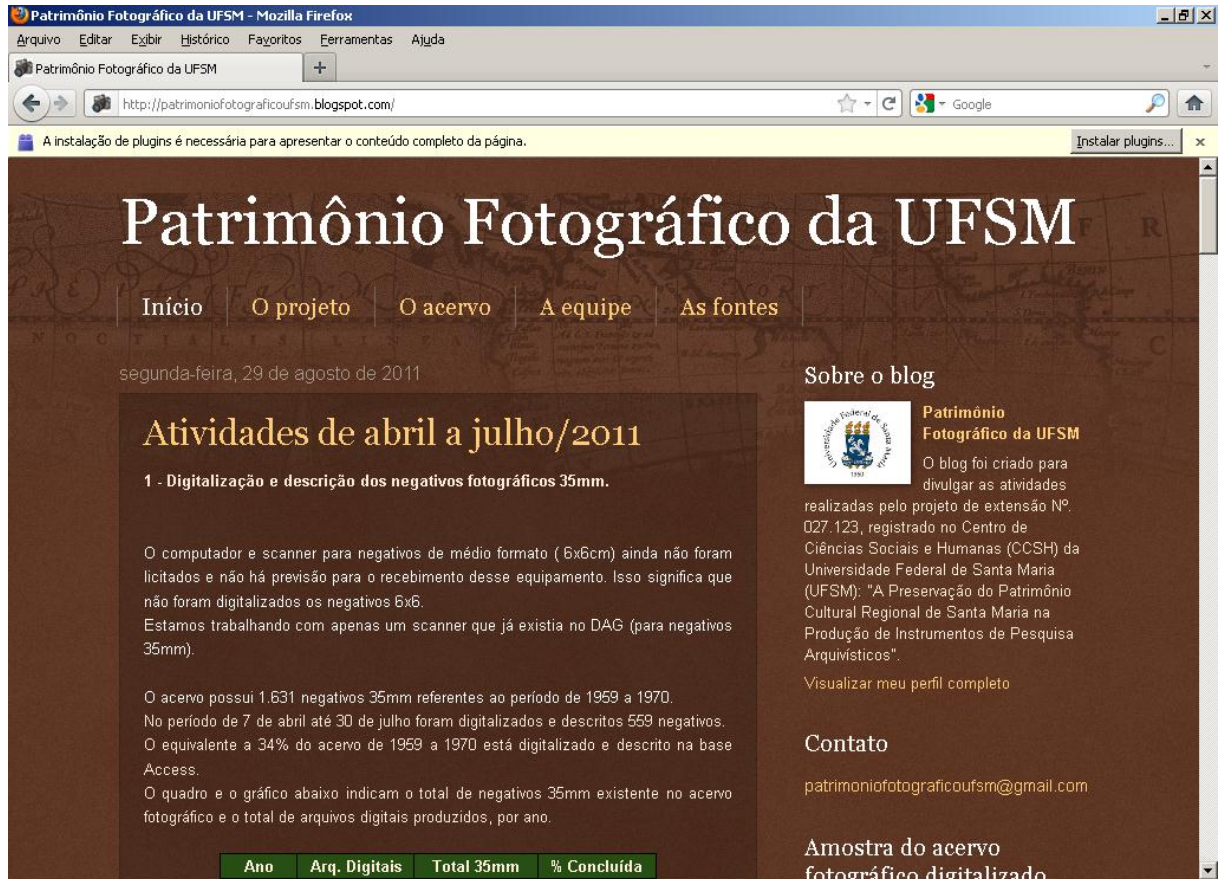 Patrimônio Fotográfico da UFSM - Mozilla Firefox
Arquivo Editar Exibir Histórico Favoritos Ferramentas Ajuda
Patrimônio Fotográfico da UFSM
http://patrimoniofotograficoufsm.blogspot.com/
Google
A instalação de plugins é necessária para apresentar o conteúdo completo da página.
Instalar plugins...
Patrimônio Fotográfico da UFSM
Início
O projeto
O acervo
A equipe
As fontes
segunda-feira, 29 de agosto de 2011
Atividades de abril a julho/2011
1 - Digitalização e descrição dos negativos fotográficos 35mm.
O computador e scanner para negativos de médio formato ( 6x6cm) ainda não foram
licitados e não há previsão para o recebimento desse equipamento. Isso significa que
não foram digitalizados os negativos 6x6.
Estamos trabalhando com apenas um scanner que já existia no DAG (para negativos
35mm).
O acervo possui 1.631 negativos 35mm referentes ao período de 1959 a 1970.
No período de 7 de abril até 30 de julho foram digitalizados e descritos 559 negativos.
O equivalente a 34% do acervo de 1959 a 1970 está digitalizado e descrito na base
Access.
O quadro e o gráfico abaixo indicam o total de negativos 35mm existente no acervo
fotográfico e o total de arquivos digitais produzidos, por ano.
Ano Arq. Digitais Total 35mm % Concluída
Sobre o blog
Universidade Federal de Santa Maria
1960
Patrimônio
Fotográfico da UFSM
O blog foi criado para
divulgar as atividades
realizadas pelo projeto de extensão Nº.
027.123, registrado no Centro de
Ciências Sociais e Humanas (CCSH) da
Universidade Federal de Santa Maria
(UFSM): "A Preservação do Patrimônio
Cultural Regional de Santa Maria na
Produção de Instrumentos de Pesquisa
Arquivísticos".
Visualizar meu perfil completo
Contato
patrimoniofotograficoufsm@gmail.com
Amostra do acervo
fotográfico digitalizado